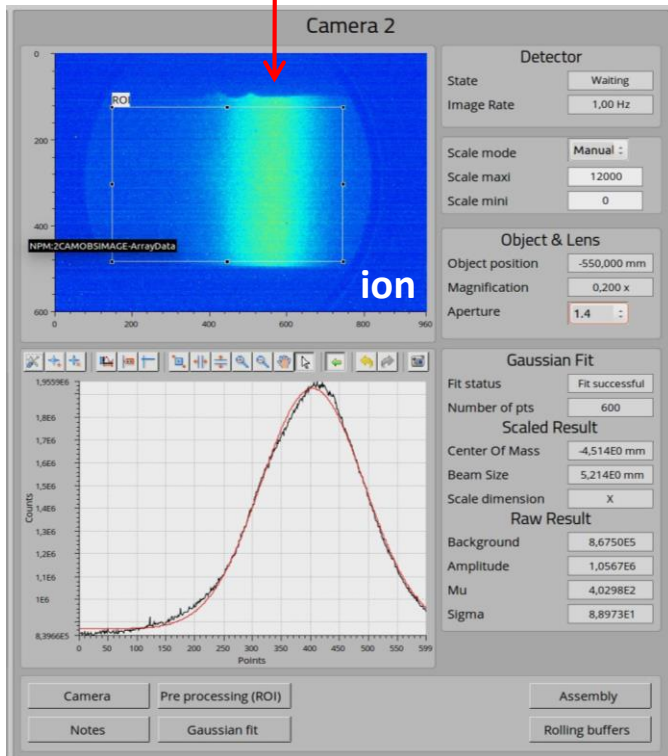 Camera 2
0
200
400
600
0 200 400 600 800 960
ROI
NPM:2CAMOBSIMAGE-ArrayData
ion
Detector
State Waiting
Image Rate 1,00 Hz
Scale mode Manual
Scale maxi 12000
Scale mini 0
Object & Lens
Object position -550,000 mm
Magnification 0,200 x
Aperture 1.4
1,9559E6
1,8E6
1,7E6
1,6E6
1,5E6
1,4E6
1,3E6
1,2E6
1,1E6
1E6
8,3966E5
Counts
0 50 100 150 200 250 300 350 400 450 500 550 599
Points
Gaussian Fit
Fit status Fit successful
Number of pts 600
Scaled Result
Center Of Mass -4,514E0 mm
Beam Size 5,214E0 mm
Scale dimension X
Raw Result
Background 8,6750E5
Amplitude 1,0567E6
Mu 4,0298E2
Sigma 8,8973E1
Camera Pre processing (ROI) Assembly
Notes Gaussian fit Rolling buffers